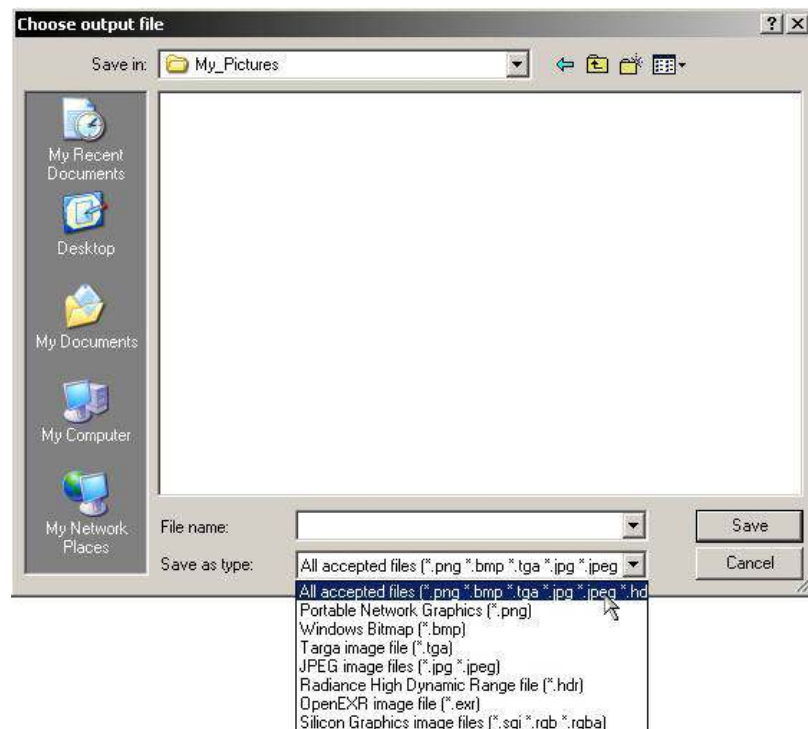 Choose output file
Save in: My_Pictures
My Recent
Documents
Desktop
My Documents
My Computer
My Network
Places
File name:
Save
Save as type: All accepted files (*.png *.bmp *.tga *.jpg *.jpeg
Cancel
All accepted files (*.png *.bmp *.tga *.jpg *.jpeg *.hd
Portable Network Graphics (*.png)
Windows Bitmap (*.bmp)
Targa image file (*.tga)
JPEG image files (*.jpg *.jpeg)
Radiance High Dynamic Range file (*.hdr)
OpenEXR image file (*.exr)
Silicon Graphics image files (*.sgi *.rgb *.rgba)